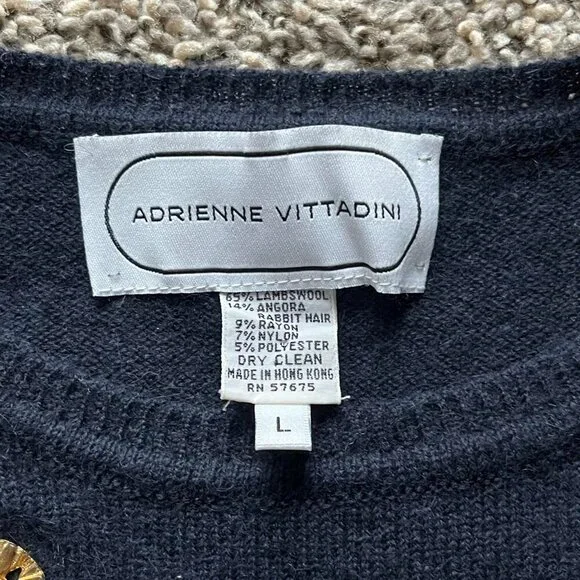 ADRIENNE VITTADINI
65% LAMBSWOOL
14% ANGORA
RABBIT HAIR
9% RAYON
7% NYLON
5% POLYESTER
DRY CLEAN
MADE IN HONG KONG
RN 57675
L